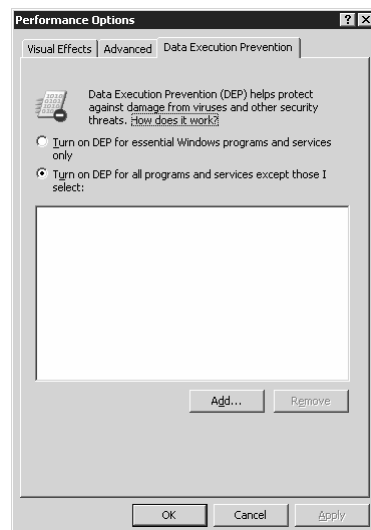 Performance Options
Visual Effects Advanced Data Execution Prevention
Data Execution Prevention (DEP) helps protect
against damage from viruses and other security
threats. How does it work?
Turn on DEP for essential Windows programs and services
only
Turn on DEP for all programs and services except those I
select:
Add... Remove
OK Cancel Apply